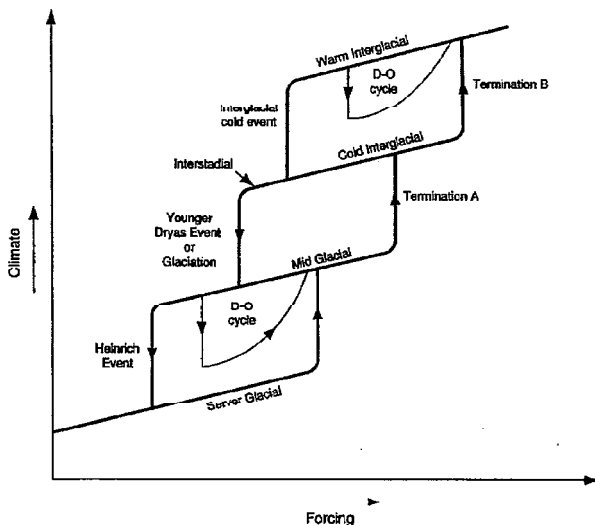 Warm Interglacial
D-O
cycle
Termination B
Interglacial
cold event
Cold Interglacial
Interstadial
Termination A
Younger
Dryas Event
or
Glaciation
Mid Glacial
Climate
D-O
cycle
Heinrich
Event
Server Glacial
Forcing